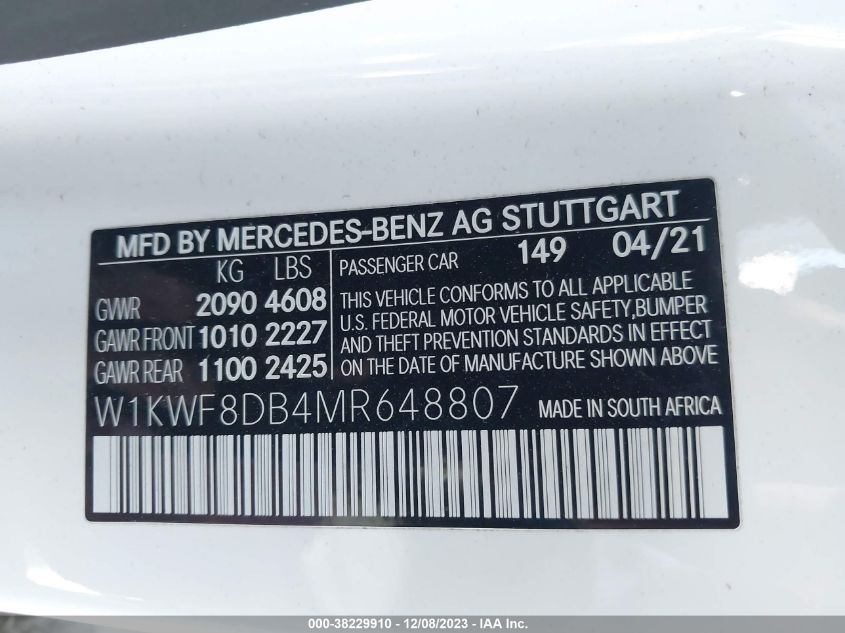 MFD BY MERCEDES-BENZ AG STUTTGART
KG LBS
GVWR 2090 4608
GAWR FRONT 1010 2227
GAWR REAR 1100 2425
PASSENGER CAR 149 04/21
THIS VEHICLE CONFORMS TO ALL APPLICABLE
U.S. FEDERAL MOTOR VEHICLE SAFETY,BUMPER
AND THEFT PREVENTION STANDARDS IN EFFECT
ON THE DATE OF MANUFACTURE SHOWN ABOVE
W1KWF8DB4MR648807 MADE IN SOUTH AFRICA
000-38229910 - 12/08/2023 - IAA Inc.